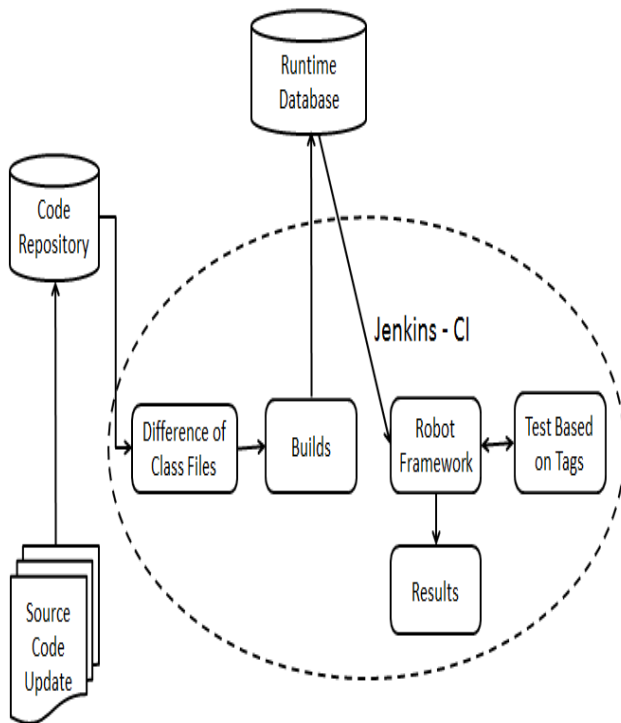 Runtime
Database
Code
Repository
Jenkins - CI
Difference of
Class Files
Builds
Robot
Framework
Test Based
on Tags
Results
Source
Code
Update